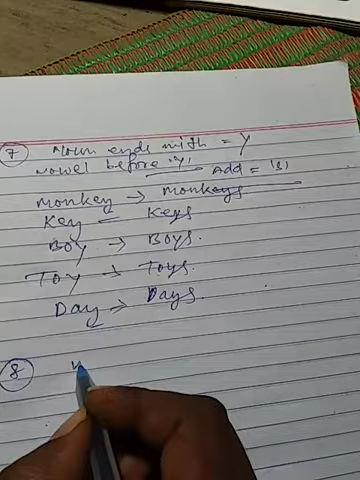 7 Noun ends with = Y
vowel before 'Y' Add = 'S'
Monkey → Monkeys
Key = Keys
Boy → Boys.
Toy → Toys.
Day → Days.
8